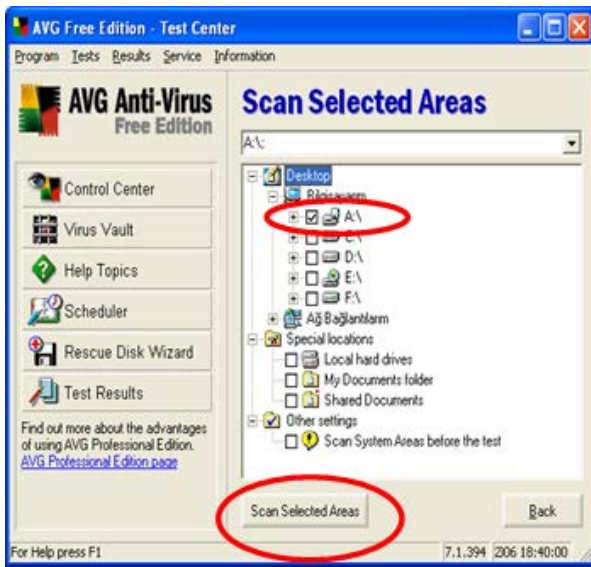 AVG Free Edition - Test Center
Program Tests Results Service Information
AVG Anti-Virus
Free Edition
Control Center
Virus Vault
Help Topics
Scheduler
Rescue Disk Wizard
Test Results
Find out more about the advantages
of using AVG Professional Edition.
AVG Professional Edition page
Scan Selected Areas
A:\;
Desktop
Bilgisayarım
A:\
C:\
D:\
E:\
F:\
Ağ Bağlantılarım
Special locations
Local hard drives
My Documents folder
Shared Documents
Other settings
Scan System Areas before the test
Scan Selected Areas
Back
For Help press F1
7.1.394 206 18:40:00